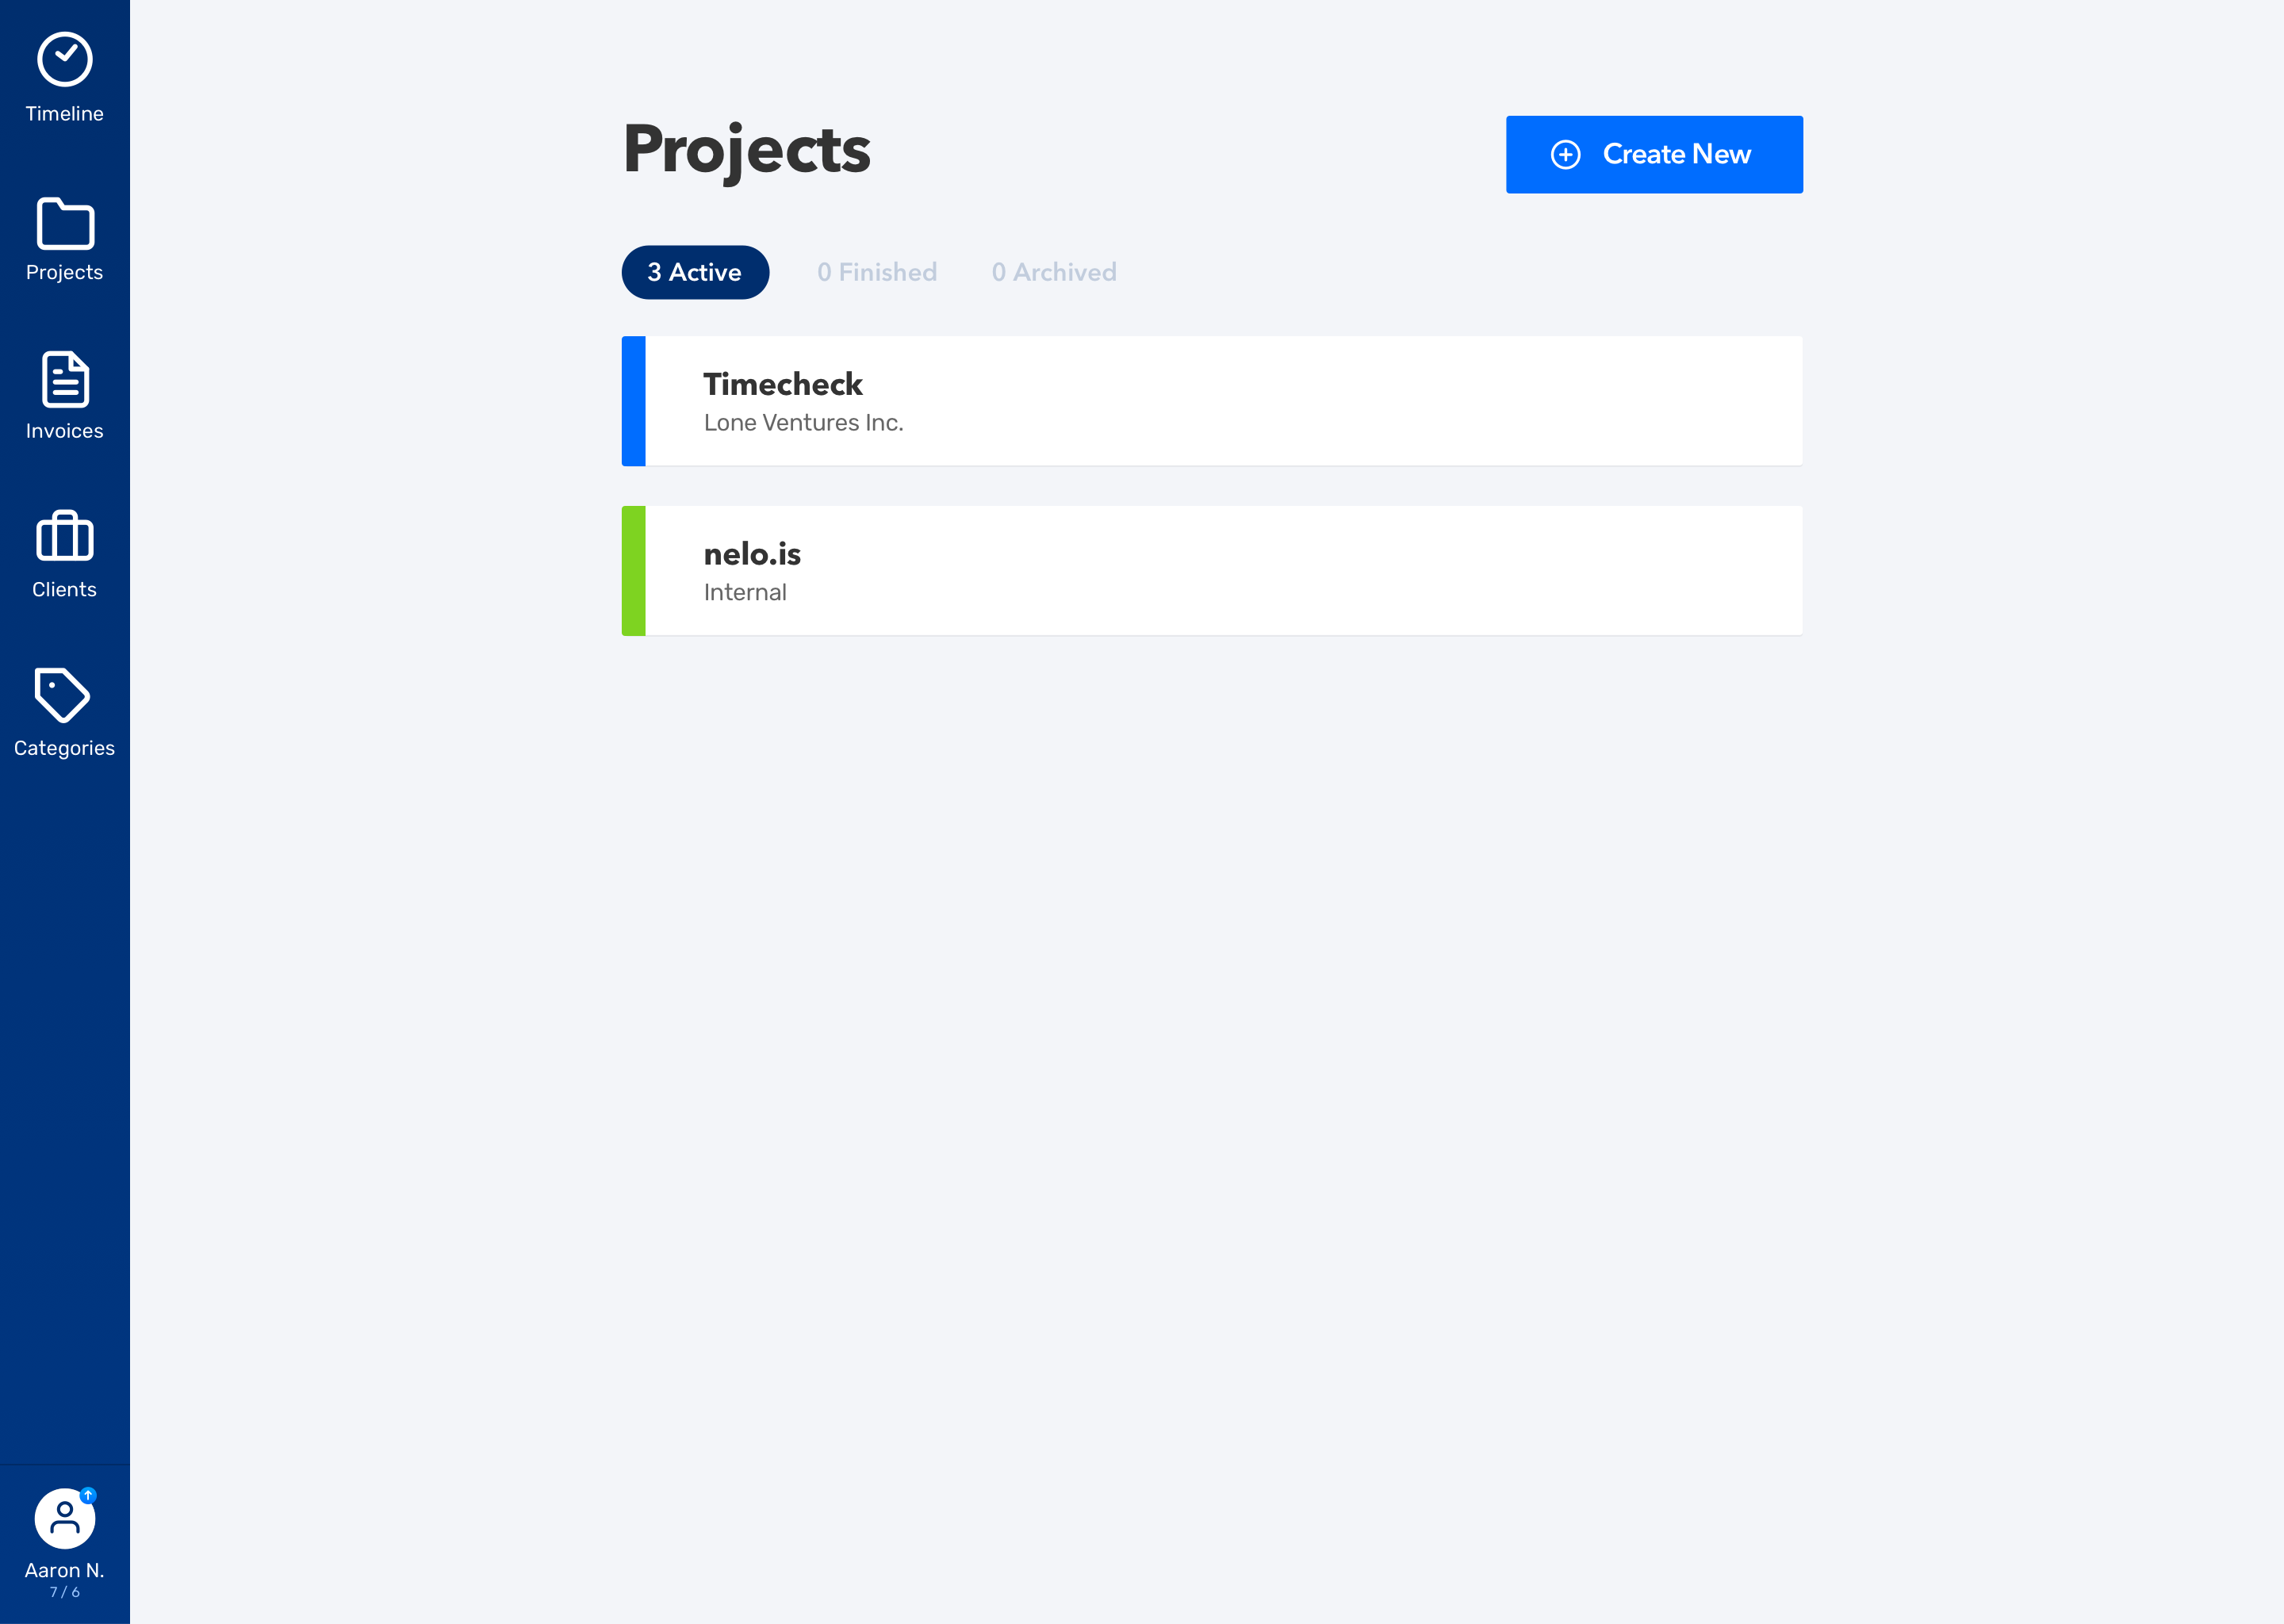 Timeline
Projects
Invoices
Clients
Categories
Aaron N.
7 / 6
Projects
Create New
3 Active
0 Finished
0 Archived
Timecheck
Lone Ventures Inc.
nelo.is
Internal